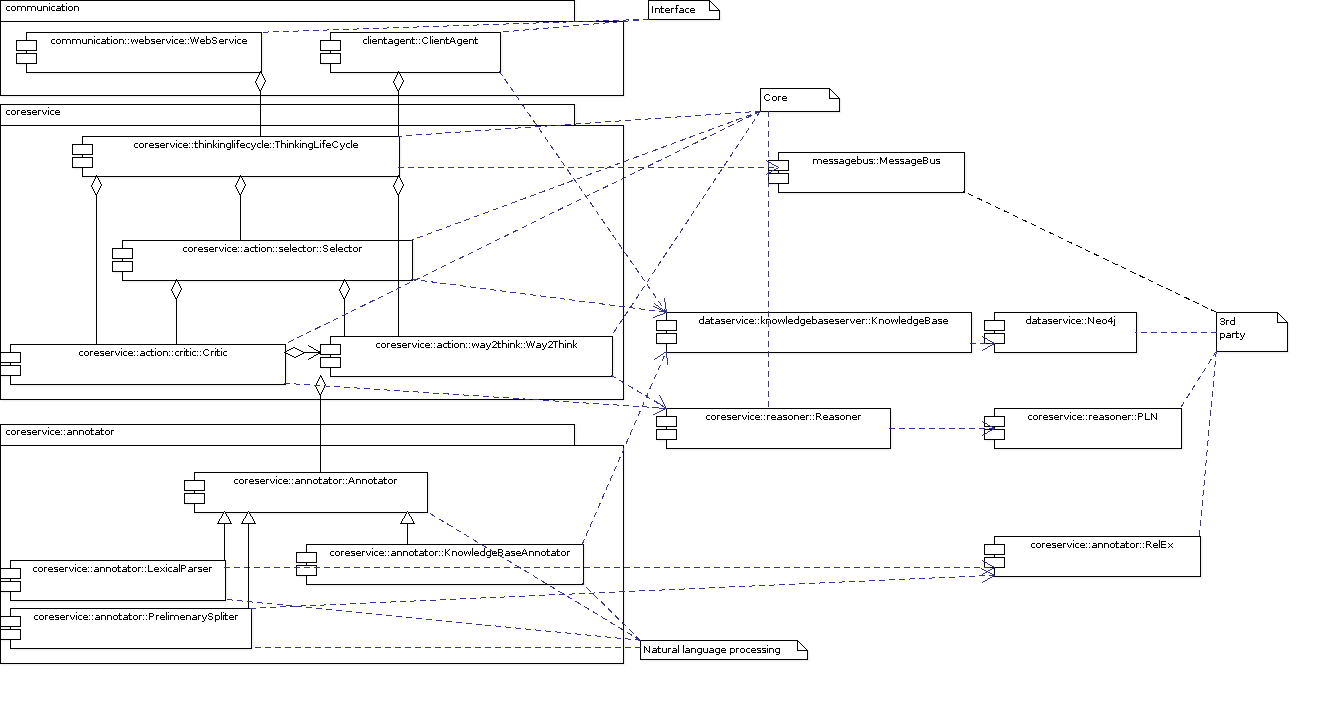 communication
Interface
communication::webservice::WebService
clientagent::ClientAgent
Core
coreservice
coreservice::thinkinglifecycle::ThinkingLifeCycle
messagebus::MessageBus
coreservice::action::selector::Selector
dataservice::knowledgebaseserver::KnowledgeBase
dataservice::Neo4j
3rd
party
coreservice::action::critic::Critic
coreservice::action::way2think::Way2Think
coreservice::reasoner::Reasoner
coreservice::reasoner::PLN
coreservice::annotator
coreservice::annotator::Annotator
coreservice::annotator::KnowledgeBaseAnnotator
coreservice::annotator::RelEx
coreservice::annotator::LexicalParser
coreservice::annotator::PrelimenarySpliter
Natural language processing